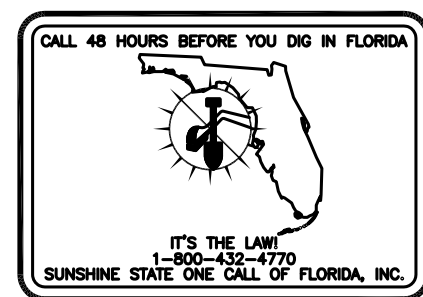 CALL 48 HOURS BEFORE YOU DIG IN FLORIDA
IT'S THE LAW!
1-800-432-4770
SUNSHINE STATE ONE CALL OF FLORIDA, INC.